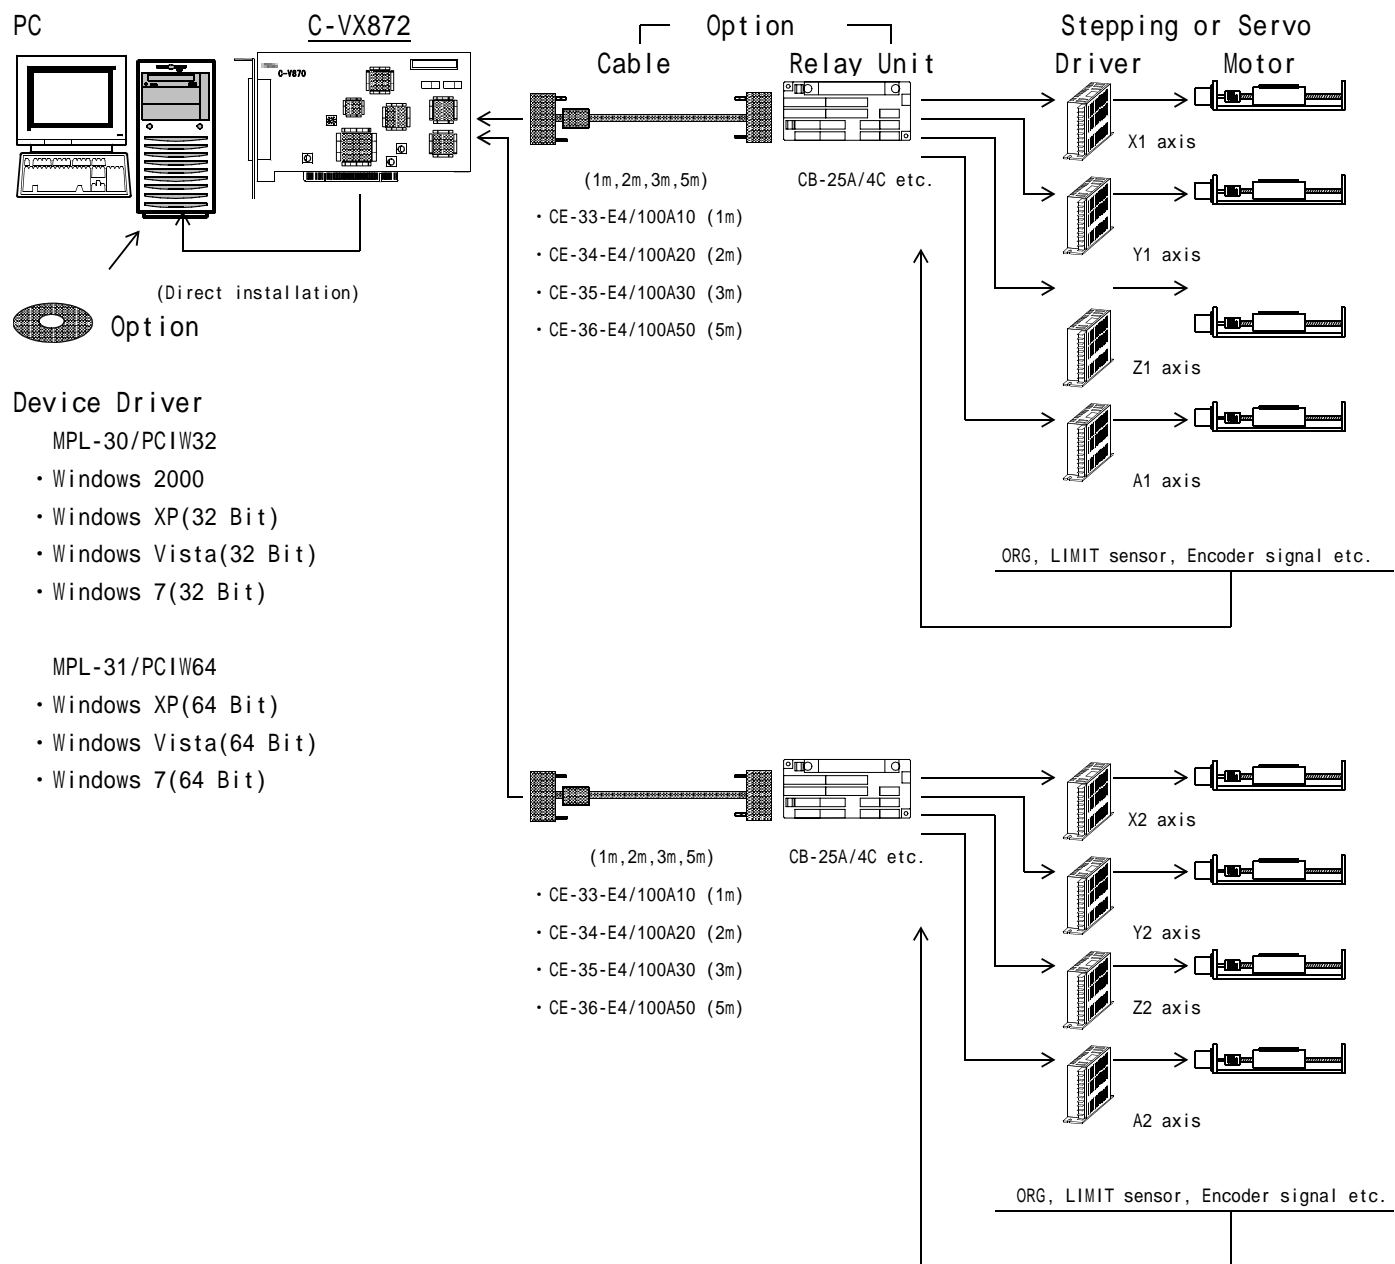 PC
C-VX872
Option
Stepping or Servo
Cable
Relay Unit
Driver
Motor
C-V870
X1 axis
(1m,2m,3m,5m)
CB-25A/4C etc.
・CE-33-E4/100A10 (1m)
・CE-34-E4/100A20 (2m)
・CE-35-E4/100A30 (3m)
・CE-36-E4/100A50 (5m)
Y1 axis
(Direct installation)
Option
Z1 axis
Device Driver
MPL-30/PCIW32
・Windows 2000
・Windows XP(32 Bit)
・Windows Vista(32 Bit)
・Windows 7(32 Bit)
A1 axis
ORG, LIMIT sensor, Encoder signal etc.
MPL-31/PCIW64
・Windows XP(64 Bit)
・Windows Vista(64 Bit)
・Windows 7(64 Bit)
X2 axis
(1m,2m,3m,5m)
CB-25A/4C etc.
・CE-33-E4/100A10 (1m)
・CE-34-E4/100A20 (2m)
・CE-35-E4/100A30 (3m)
・CE-36-E4/100A50 (5m)
Y2 axis
Z2 axis
A2 axis
ORG, LIMIT sensor, Encoder signal etc.